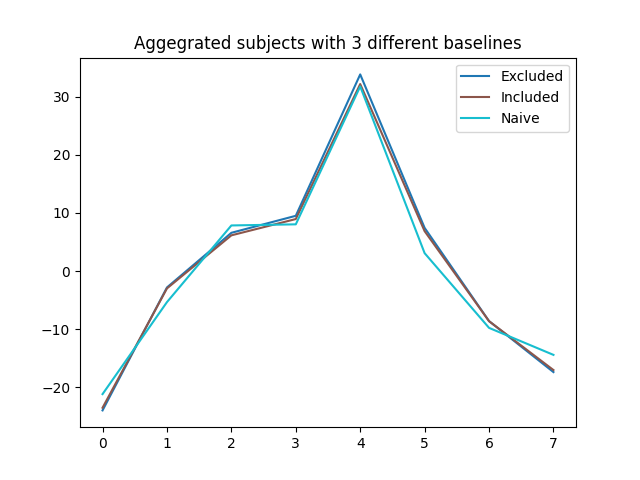 Aggegrated subjects with 3 different baselines
Excluded
Included
Naive
30
20
10
0
−10
−20
0 1 2 3 4 5 6 7